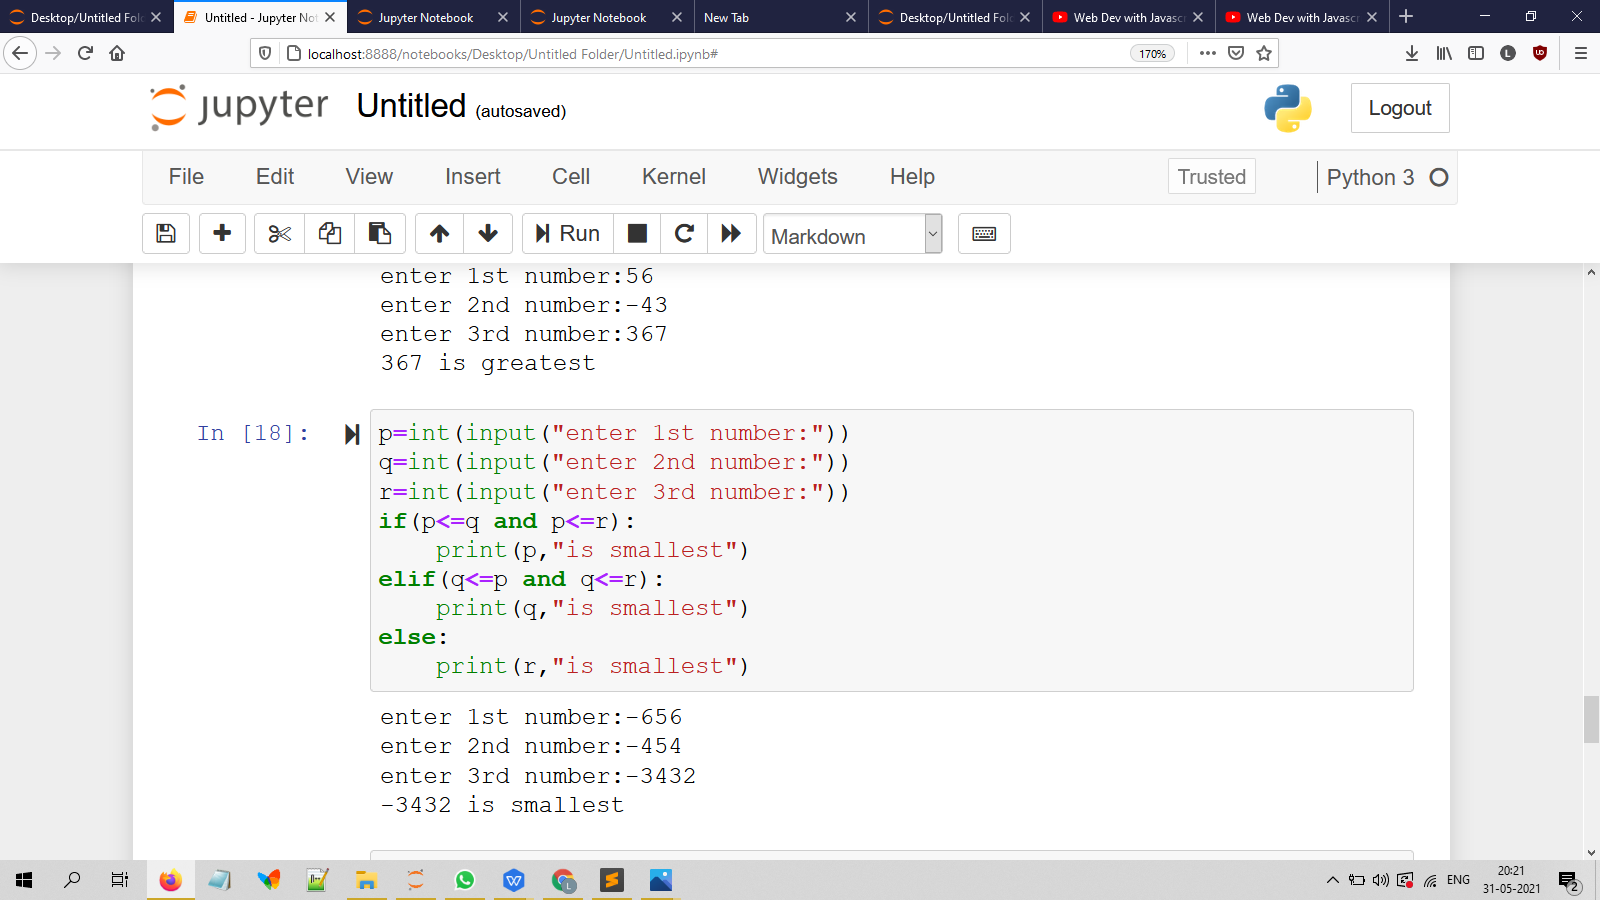 Desktop/Untitled Fol
Untitled - Jupyter Not
Jupyter Notebook
Jupyter Notebook
New Tab
Desktop/Untitled Fol
Web Dev with Javascr
Web Dev with Javascr
localhost:8888/notebooks/Desktop/Untitled Folder/Untitled.ipynb#
170%
jupyter Untitled (autosaved)
Logout
File Edit View Insert Cell Kernel Widgets Help
Trusted
Python 3
Run
Markdown
enter 1st number:56
enter 2nd number:-43
enter 3rd number:367
367 is greatest
In [18]:
p=int(input("enter 1st number:"))
q=int(input("enter 2nd number:"))
r=int(input("enter 3rd number:"))
if(p<=q and p<=r):
    print(p,"is smallest")
elif(q<=p and q<=r):
    print(q,"is smallest")
else:
    print(r,"is smallest")
enter 1st number:-656
enter 2nd number:-454
enter 3rd number:-3432
-3432 is smallest
ENG
20:21
31-05-2021
2